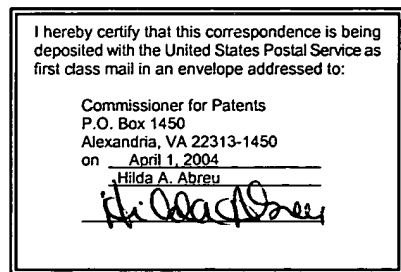 I hereby certify that this correspondence is being
deposited with the United States Postal Service as
first class mail in an envelope addressed to:
Commissioner for Patents
P.O. Box 1450
Alexandria, VA 22313-1450
on April 1, 2004
Hilda A. Abreu
Hilda A Abreu